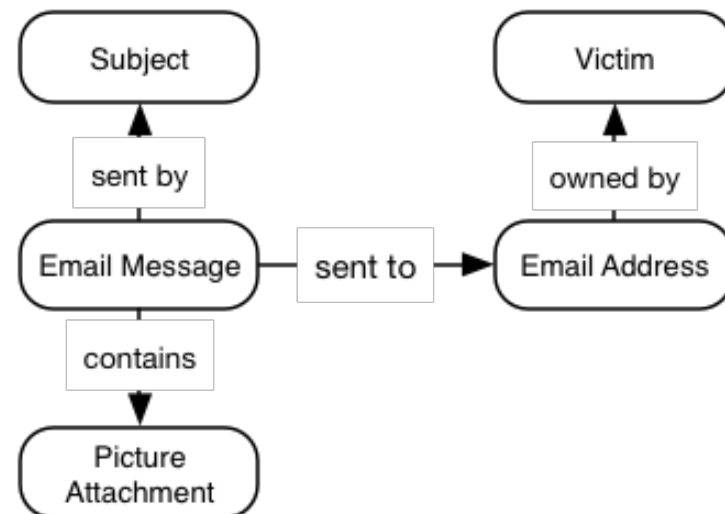 Subject
Victim
sent by
owned by
Email Message
sent to
Email Address
contains
Picture
Attachment